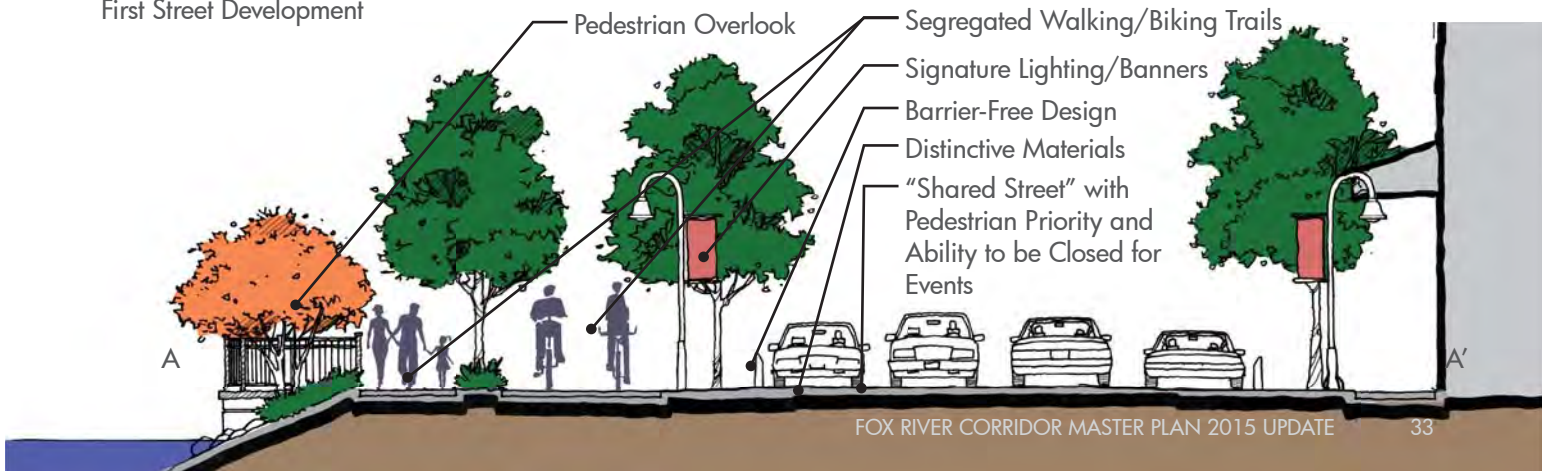 First Street Development
Pedestrian Overlook
Segregated Walking/Biking Trails
Signature Lighting/Banners
Barrier-Free Design
Distinctive Materials
“Shared Street” with
Pedestrian Priority and
Ability to be Closed for
Events
A
A’
FOX RIVER CORRIDOR MASTER PLAN 2015 UPDATE 33